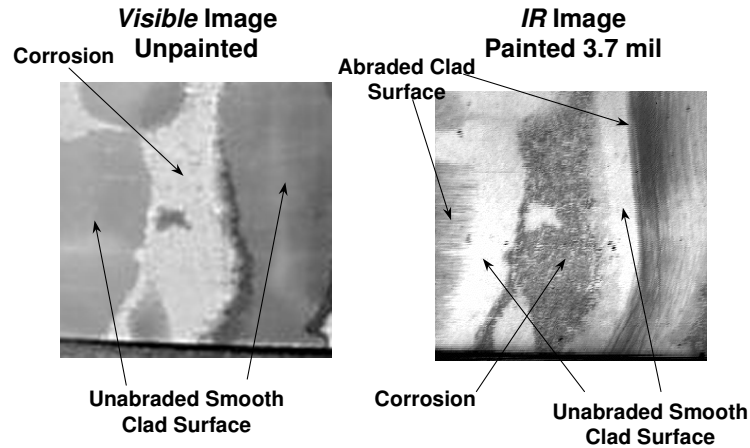 Visible Image
Unpainted
Corrosion
Unabraded Smooth
Clad Surface
IR Image
Painted 3.7 mil
Abraded Clad
Surface
Corrosion
Unabraded Smooth
Clad Surface